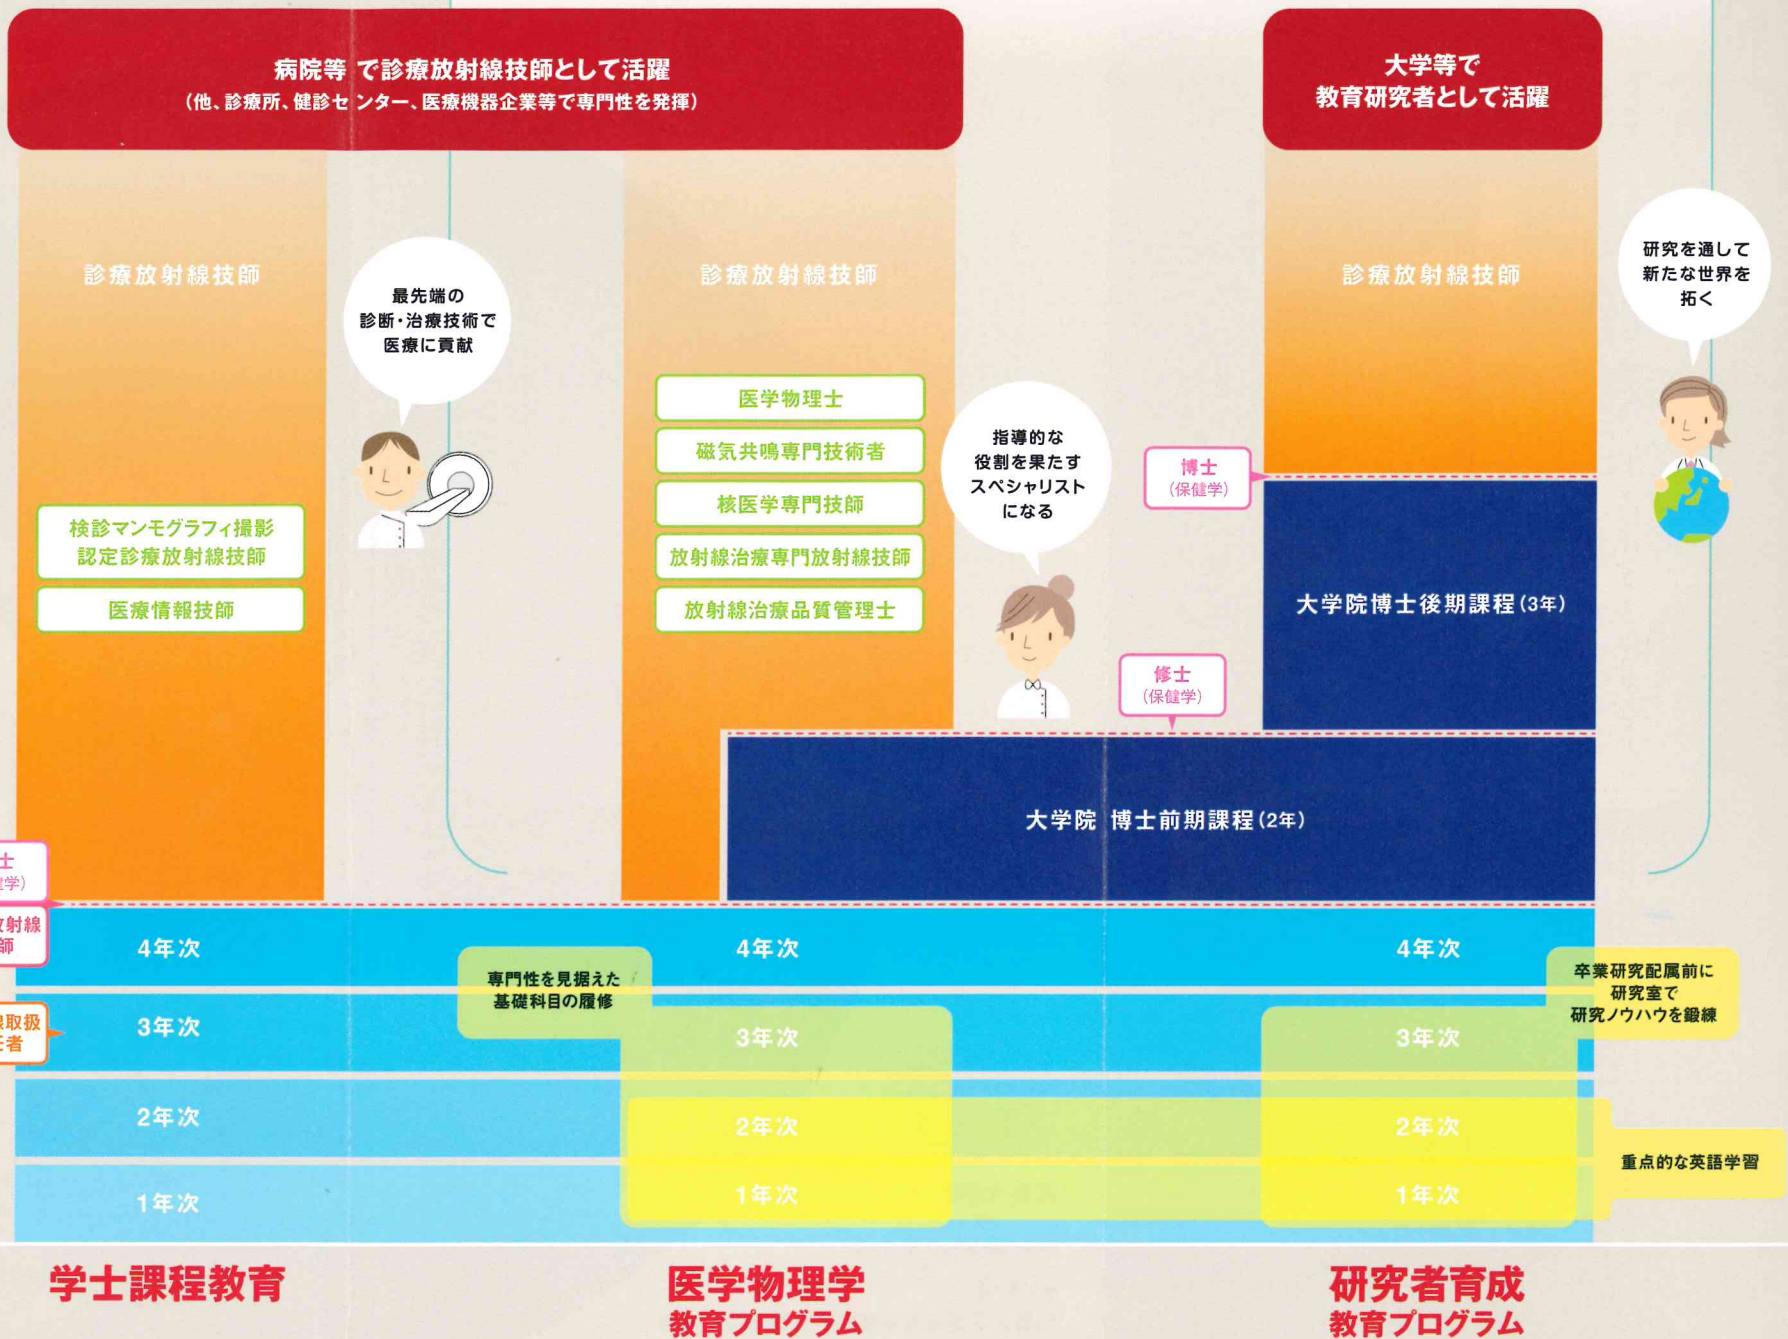 病院等 で診療放射線技師として活躍
(他、診療所、健診センター、医療機器企業等で専門性を発揮)
大学等で
教育研究者として活躍
診療放射線技師
診療放射線技師
診療放射線技師
最先端の
診断・治療技術で
医療に貢献
研究を通して
新たな世界を
拓く
検診マンモグラフィ撮影
認定診療放射線技師
医療情報技師
医学物理士
磁気共鳴専門技術者
核医学専門技師
放射線治療専門放射線技師
放射線治療品質管理士
指導的な
役割を果たす
スペシャリスト
になる
博士
(保健学)
大学院博士後期課程(3年)
修士
(保健学)
大学院 博士前期課程(2年)
士
学)
放射線
師
4年次
4年次
4年次
専門性を見据えた
基礎科目の履修
卒業研究配属前に
研究室で
研究ノウハウを鍛練
取扱
者
3年次
3年次
3年次
2年次
2年次
2年次
重点的な英語学習
1年次
1年次
1年次
学士課程教育
医学物理学
教育プログラム
研究者育成
教育プログラム